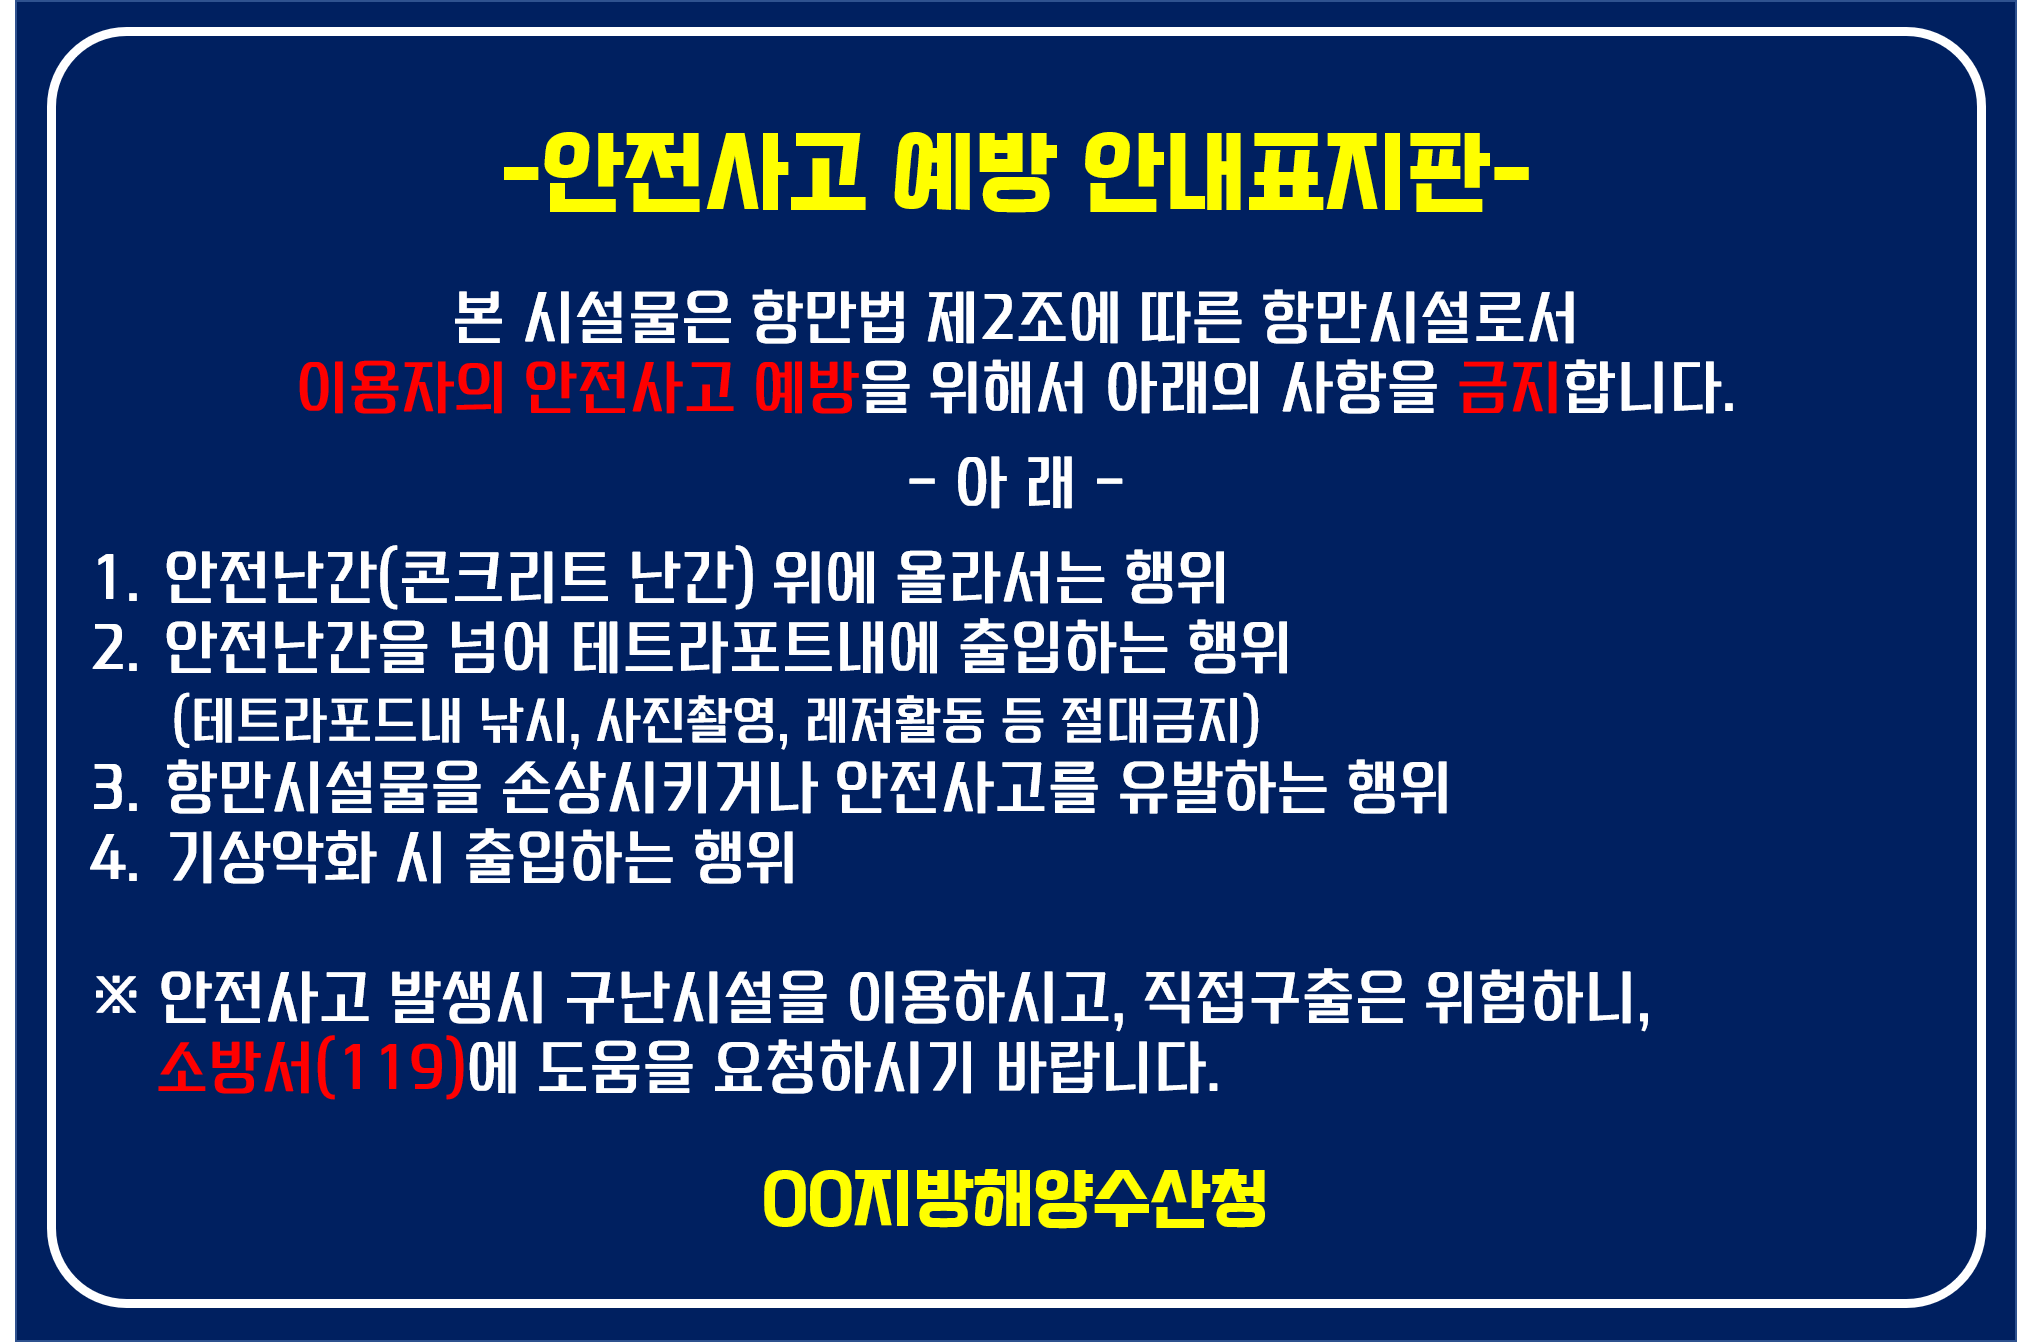 -안전사고 예방 안내표지판-
본 시설물은 항만법 제2조에 따른 항만시설로서
이용자의 안전사고 예방을 위해서 아래의 사항을 금지합니다.
- 아 래 -
1. 안전난간(콘크리트 난간) 위에 올라서는 행위
2. 안전난간을 넘어 테트라포트내에 출입하는 행위
(테트라포드내 낚시, 사진촬영, 레져활동 등 절대금지)
3. 항만시설물을 손상시키거나 안전사고를 유발하는 행위
4. 기상악화 시 출입하는 행위
※ 안전사고 발생시 구난시설을 이용하시고, 직접구출은 위험하니,
소방서(119)에 도움을 요청하시기 바랍니다.
OO지방해양수산청